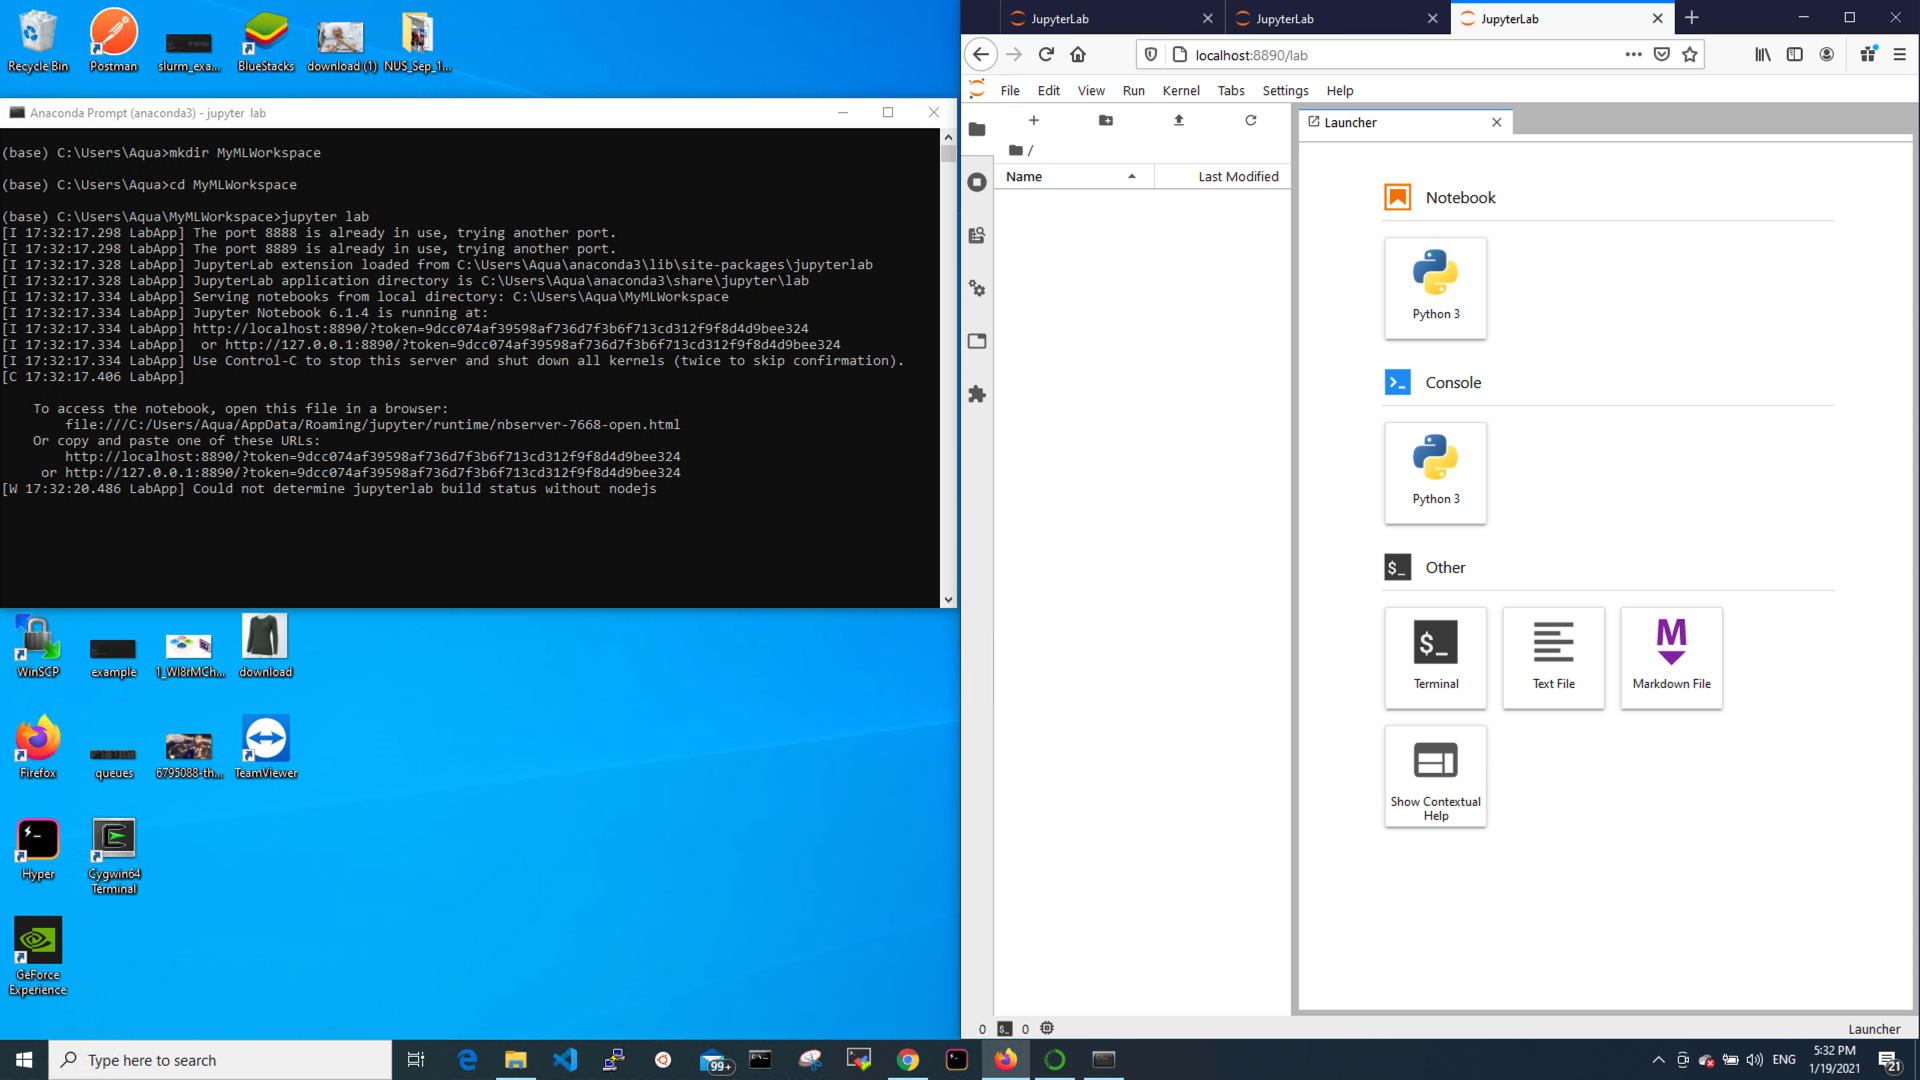 Recycle Bin
Postman
slurm_exa...
BlueStacks
download (1)
NUS_Sep_1...
Anaconda Prompt (anaconda3) - jupyter lab
(base) C:\Users\Aqua>mkdir MyMLWorkspace
(base) C:\Users\Aqua>cd MyMLWorkspace
(base) C:\Users\Aqua\MyMLWorkspace>jupyter lab
[I 17:32:17.298 LabApp] The port 8888 is already in use, trying another port.
[I 17:32:17.298 LabApp] The port 8889 is already in use, trying another port.
[I 17:32:17.328 LabApp] JupyterLab extension loaded from C:\Users\Aqua\anaconda3\lib\site-packages\jupyterlab
[I 17:32:17.328 LabApp] JupyterLab application directory is C:\Users\Aqua\anaconda3\share\jupyter\lab
[I 17:32:17.334 LabApp] Serving notebooks from local directory: C:\Users\Aqua\MyMLWorkspace
[I 17:32:17.334 LabApp] Jupyter Notebook 6.1.4 is running at:
[I 17:32:17.334 LabApp] http://localhost:8890/?token=9dcc074af39598af736d7f3b6f713cd312f9f8d4d9bee324
[I 17:32:17.334 LabApp]  or http://127.0.0.1:8890/?token=9dcc074af39598af736d7f3b6f713cd312f9f8d4d9bee324
[I 17:32:17.334 LabApp] Use Control-C to stop this server and shut down all kernels (twice to skip confirmation).
[C 17:32:17.406 LabApp]
To access the notebook, open this file in a browser:
file:///C:/Users/Aqua/AppData/Roaming/jupyter/runtime/nbserver-7668-open.html
Or copy and paste one of these URLs:
http://localhost:8890/?token=9dcc074af39598af736d7f3b6f713cd312f9f8d4d9bee324
or http://127.0.0.1:8890/?token=9dcc074af39598af736d7f3b6f713cd312f9f8d4d9bee324
[W 17:32:20.486 LabApp] Could not determine jupyterlab build status without nodejs
WinSCP
example
1_WI8rMCh...
download
Firefox
queues
6795088-th...
TeamViewer
Hyper
Cygwin64
Terminal
GeForce
Experience
JupyterLab
JupyterLab
JupyterLab
localhost:8890/lab
File Edit View Run Kernel Tabs Settings Help
/
Name
Last Modified
Launcher
Notebook
Python 3
Console
Python 3
$_ Other
$_
Terminal
Text File
M
Markdown File
Show Contextual
Help
0 $_ 0
Launcher
Type here to search
99+
ENG
5:32 PM
1/19/2021
21